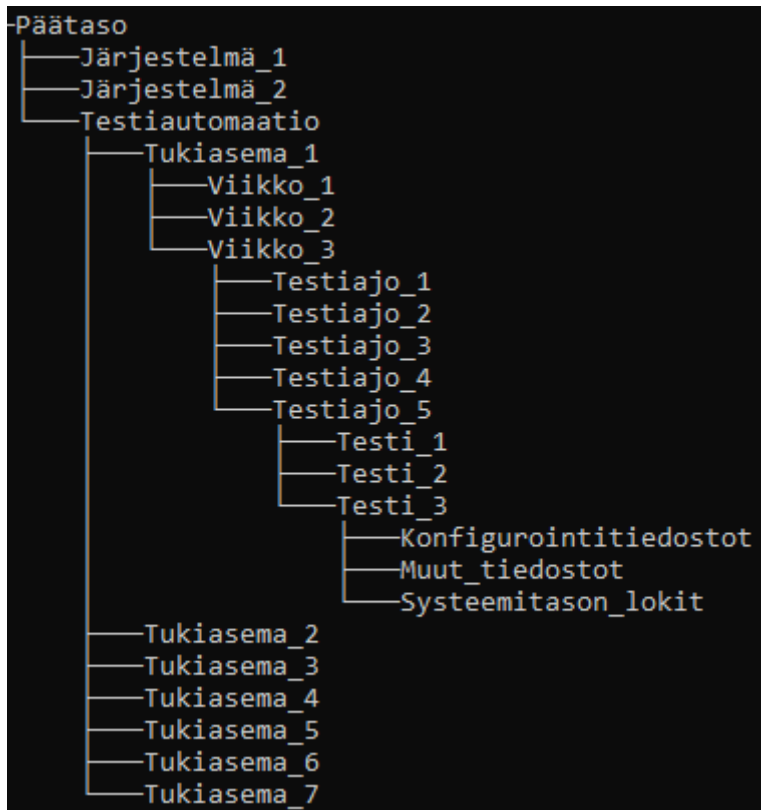 Päätaso
Järjestelmä_1
Järjestelmä_2
Testiautomaatio
Tukiasema_1
Viikko_1
Viikko_2
Viikko_3
Testiajo_1
Testiajo_2
Testiajo_3
Testiajo_4
Testiajo_5
Testi_1
Testi_2
Testi_3
Konfigurointitiedostot
Muut_tiedostot
Systeemitason_lokit
Tukiasema_2
Tukiasema_3
Tukiasema_4
Tukiasema_5
Tukiasema_6
Tukiasema_7